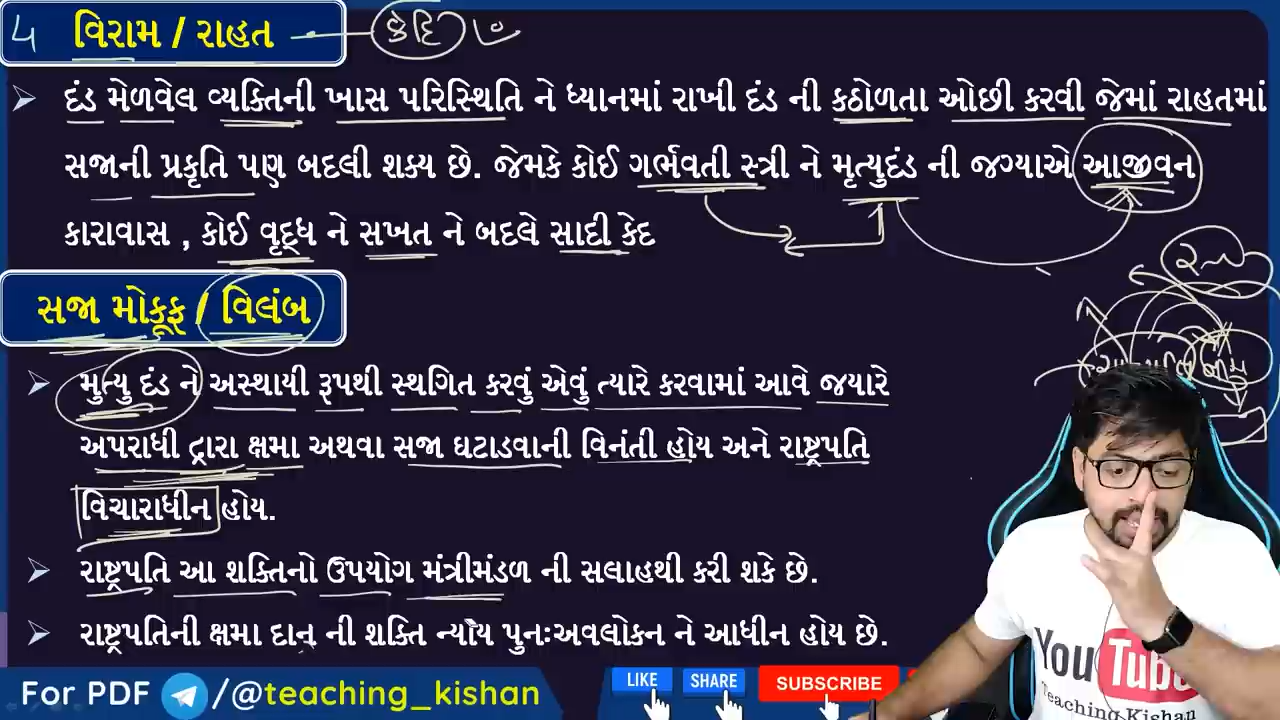 4 વિરામ / રાહત કેદિ
દંડ મેળવેલ વ્યક્તિની ખાસ પરિસ્થિતિ ને ધ્યાનમાં રાખી દંડ ની કઠોળતા ઓછી કરવી જેમાં રાહતમાં
સજાની પ્રકૃતિ પણ બદલી શક્ય છે. જેમકે કોઈ ગર્ભવતી સ્ત્રી ને મૃત્યુદંડ ની જગ્યાએ આજીવન
કારાવાસ , કોઈ વૃદ્ધ ને સખત ને બદલે સાદી કેદ
સજા મોકૂફ / વિલંબ
મુત્યુ દંડ ને અસ્થાયી રૂપથી સ્થગિત કરવું એવું ત્યારે કરવામાં આવે જયારે
અપરાધી દ્રારા ક્ષમા અથવા સજા ઘટાડવાની વિનંતી હોય અને રાષ્ટ્રપતિ
વિચારાધીન હોય.
રાષ્ટ્રપતિ આ શક્તિનો ઉપયોગ મંત્રીમંડળ ની સલાહથી કરી શકે છે.
રાષ્ટ્રપતિની ક્ષમા દાન ની શક્તિ ન્યાય પુનઃઅવલોકન ને આધીન હોય છે.
YouTube
Teaching Kishan
For PDF /@teaching_kishan
LIKE SHARE SUBSCRIBE